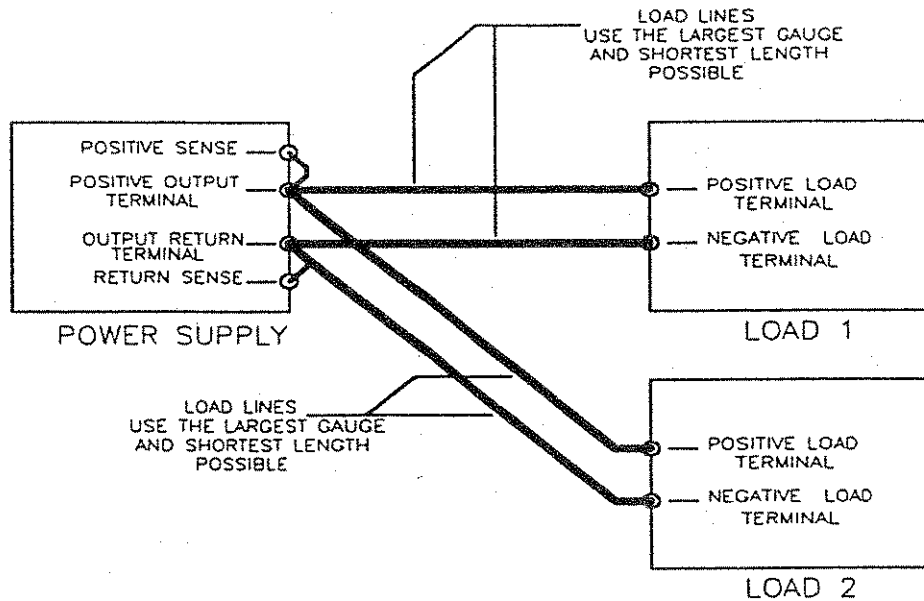 LOAD LINES
USE THE LARGEST GAUGE
AND SHORTEST LENGTH
POSSIBLE
POSITIVE SENSE
POSITIVE OUTPUT
TERMINAL
OUTPUT RETURN
TERMINAL
RETURN SENSE
POWER SUPPLY
POSITIVE LOAD
TERMINAL
NEGATIVE LOAD
TERMINAL
LOAD 1
LOAD LINES
USE THE LARGEST GAUGE
AND SHORTEST LENGTH
POSSIBLE
POSITIVE LOAD
TERMINAL
NEGATIVE LOAD
TERMINAL
LOAD 2